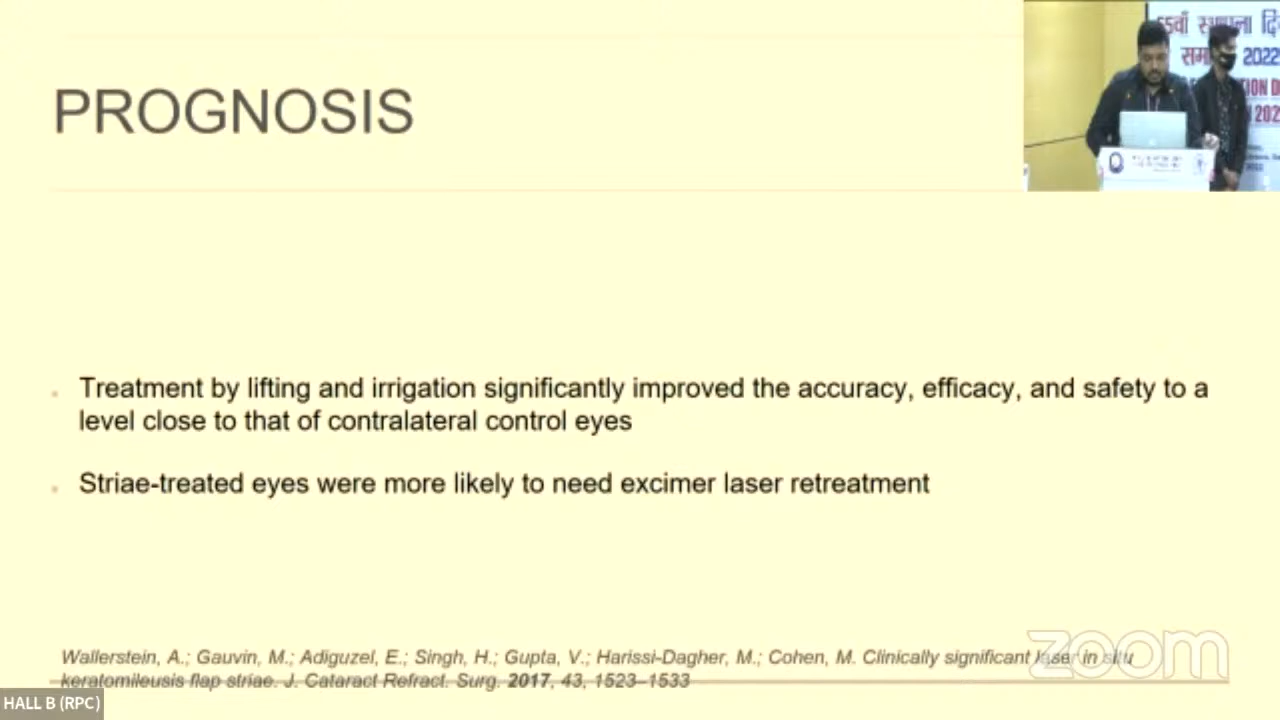 PROGNOSIS
Treatment by lifting and irrigation significantly improved the accuracy, efficacy, and safety to a
level close to that of contralateral control eyes
Striae-treated eyes were more likely to need excimer laser retreatment
Wallerstein, A.; Gauvin, M.; Adiguzel, E.; Singh, H.; Gupta, V.; Harissi-Dagher, M.; Cohen, M. Clinically significant laser in situ
keratomileusis flap striae. J. Cataract Refract. Surg. 2017, 43, 1523–1533
zoom
HALL B (RPC)
2022